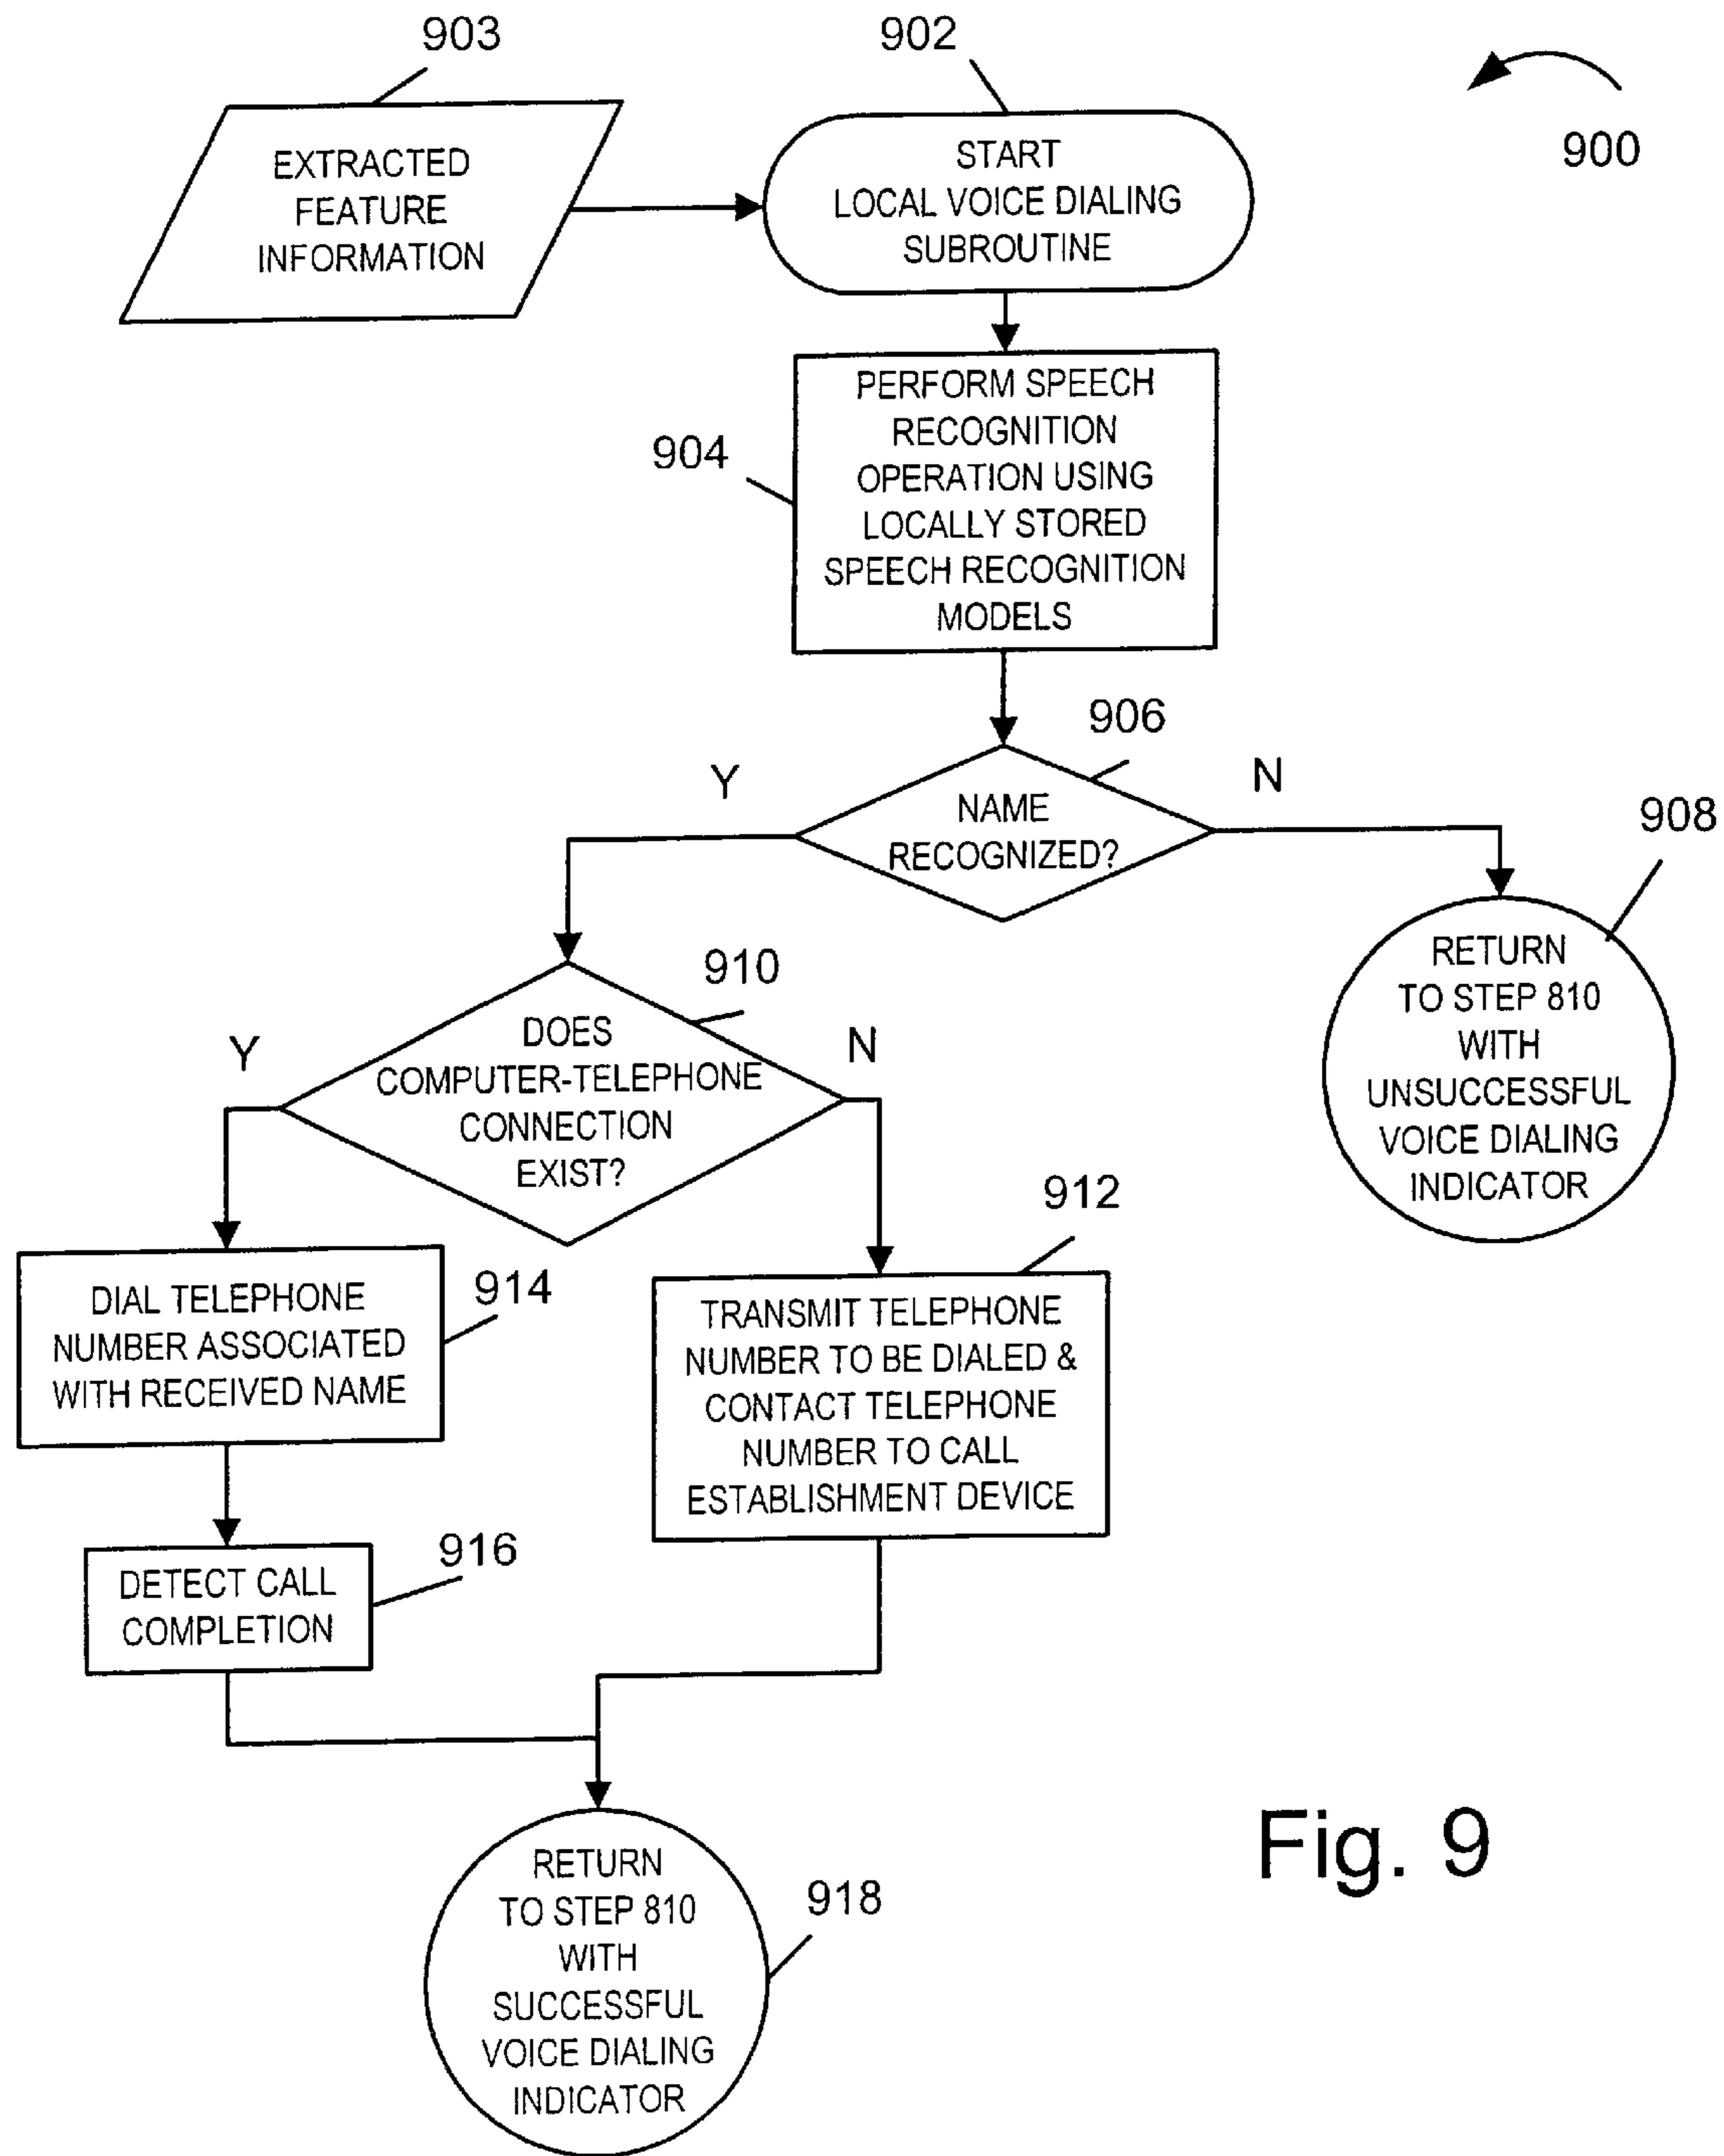 903
902
900
EXTRACTED
FEATURE
INFORMATION
START
LOCAL VOICE DIALING
SUBROUTINE
904
PERFORM SPEECH
RECOGNITION
OPERATION USING
LOCALLY STORED
SPEECH RECOGNITION
MODELS
906
Y
N
NAME
RECOGNIZED?
908
RETURN
TO STEP 810
WITH
UNSUCCESSFUL
VOICE DIALING
INDICATOR
910
Y
N
DOES
COMPUTER-TELEPHONE
CONNECTION
EXIST?
912
914
DIAL TELEPHONE
NUMBER ASSOCIATED
WITH RECEIVED NAME
TRANSMIT TELEPHONE
NUMBER TO BE DIALED &
CONTACT TELEPHONE
NUMBER TO CALL
ESTABLISHMENT DEVICE
916
DETECT CALL
COMPLETION
918
RETURN
TO STEP 810
WITH
SUCCESSFUL
VOICE DIALING
INDICATOR
Fig. 9